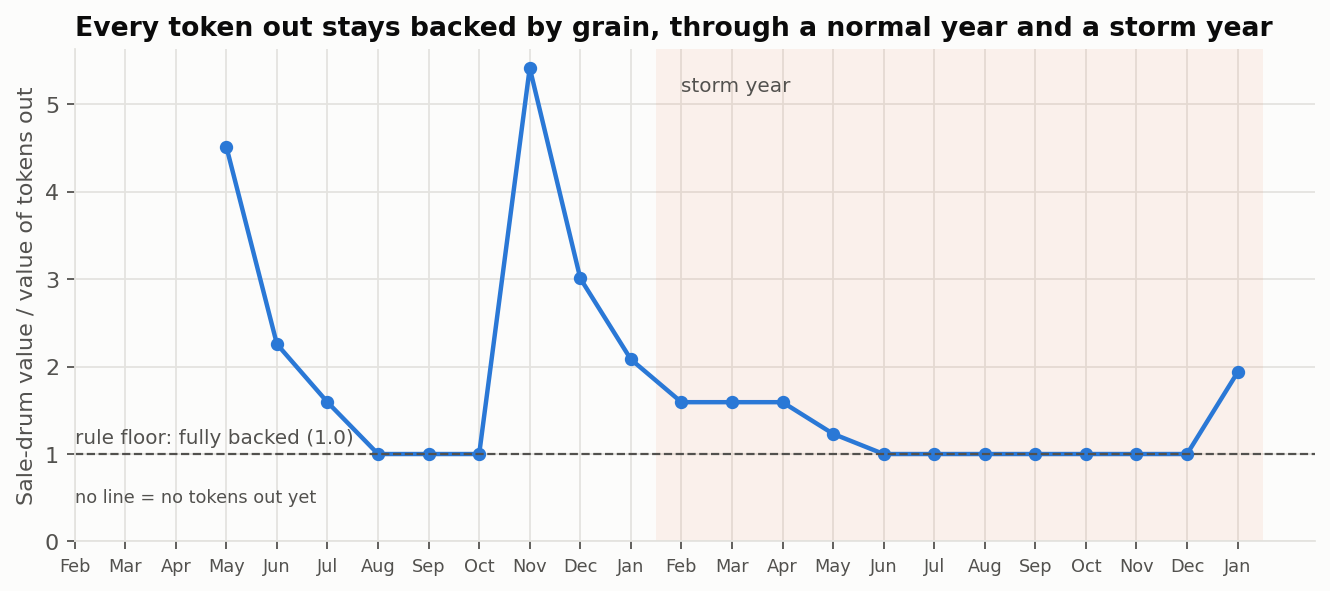 Every token out stays backed by grain, through a normal year and a storm year
Sale-drum value / value of tokens out
5
4
3
2
1
0
storm year
rule floor: fully backed (1.0)
no line = no tokens out yet
Feb Mar Apr May Jun Jul Aug Sep Oct Nov Dec Jan Feb Mar Apr May Jun Jul Aug Sep Oct Nov Dec Jan